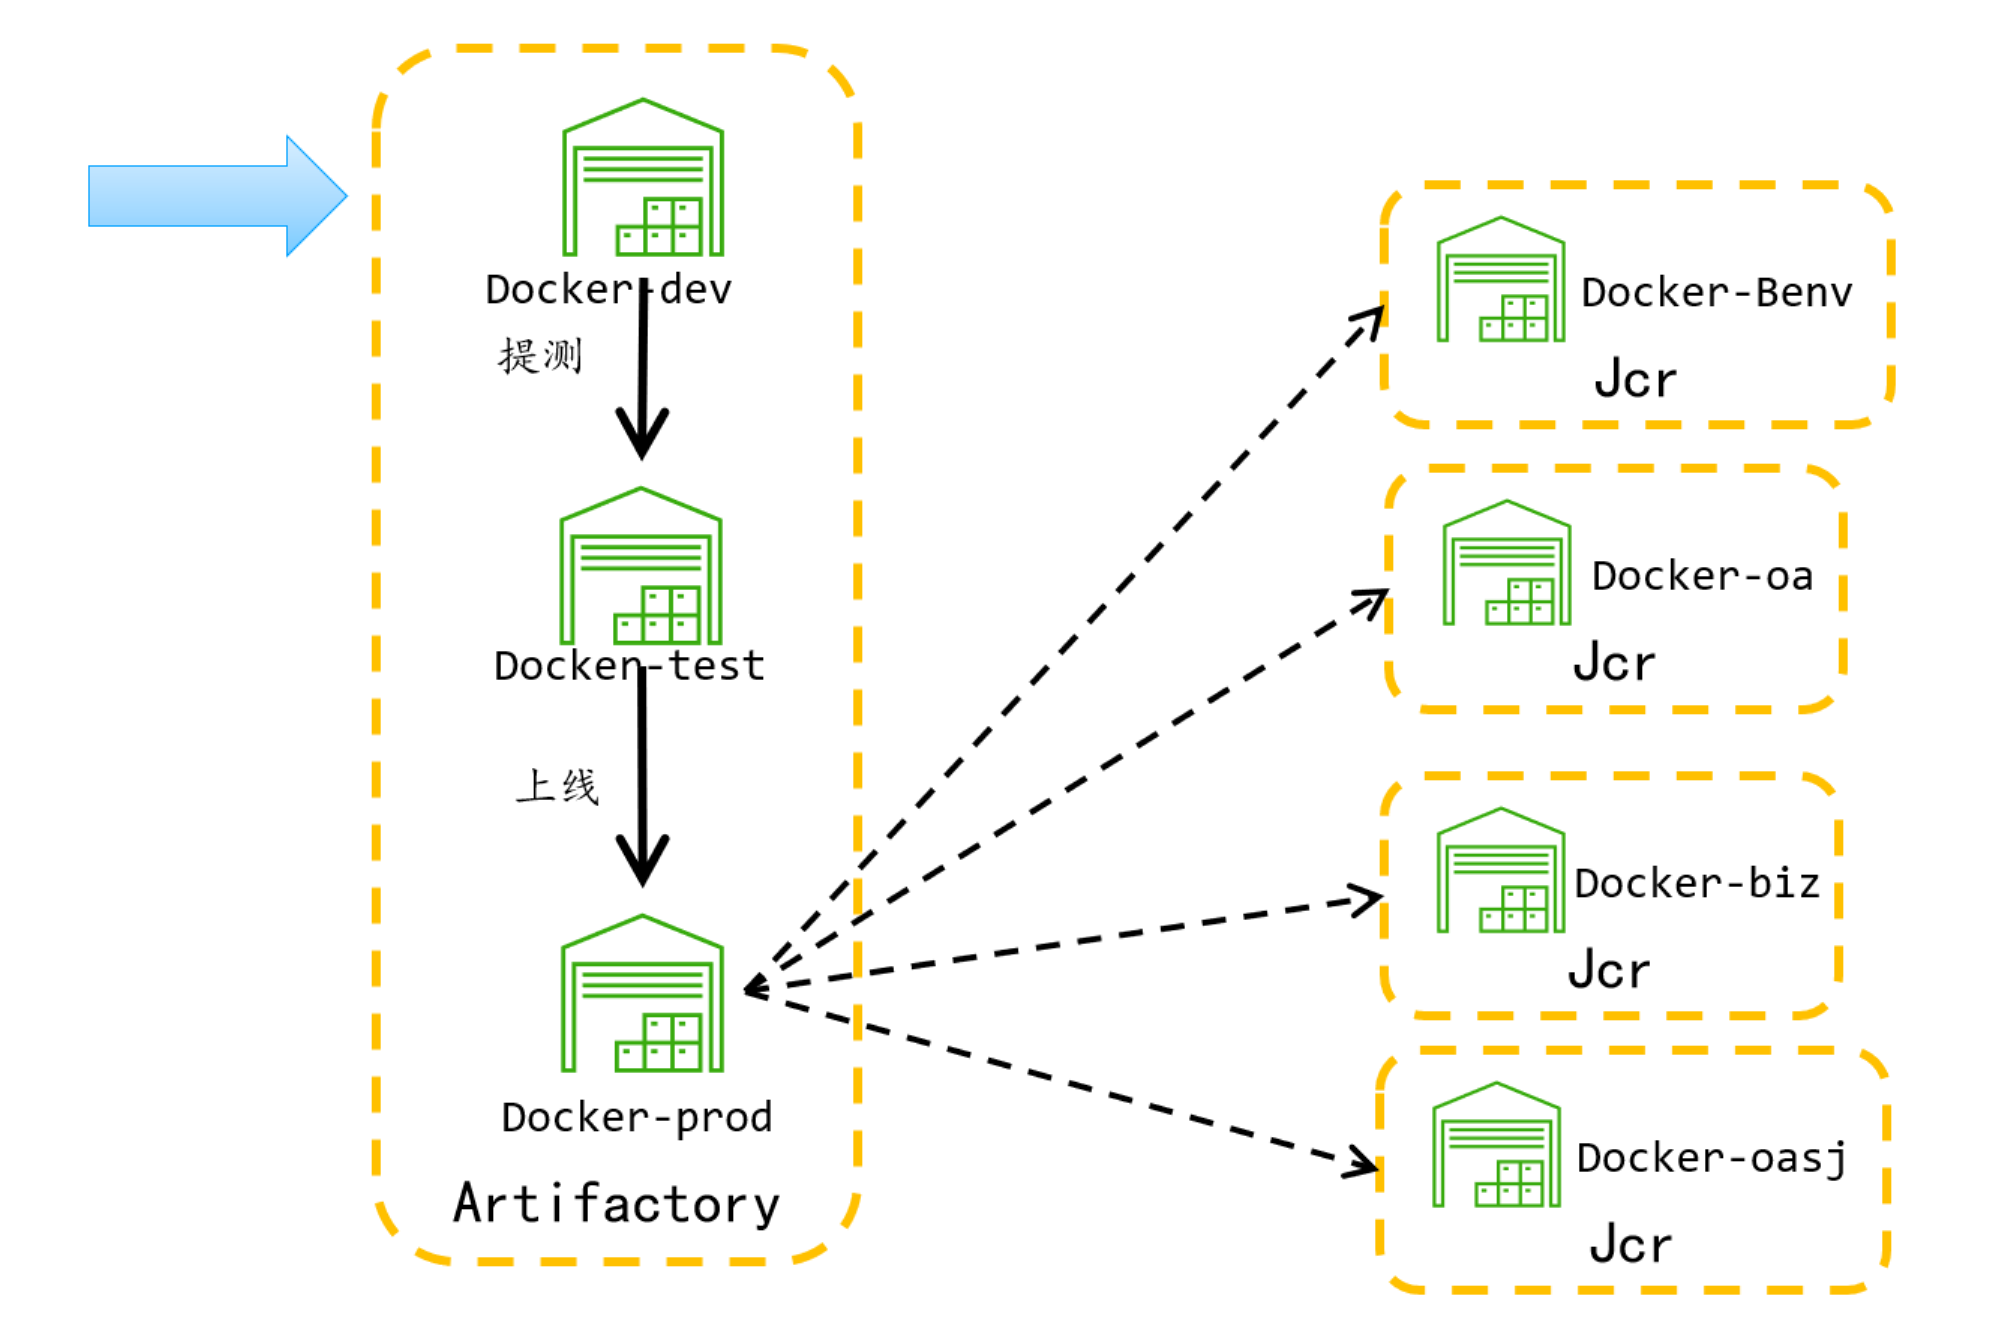 Docker-dev
提测
Docken-test
上线
Docker-prod
Artifactory
Docker-Benv
Jcr
Docker-oa
Jcr
Docker-biz
Jcr
Docker-oasj
Jcr